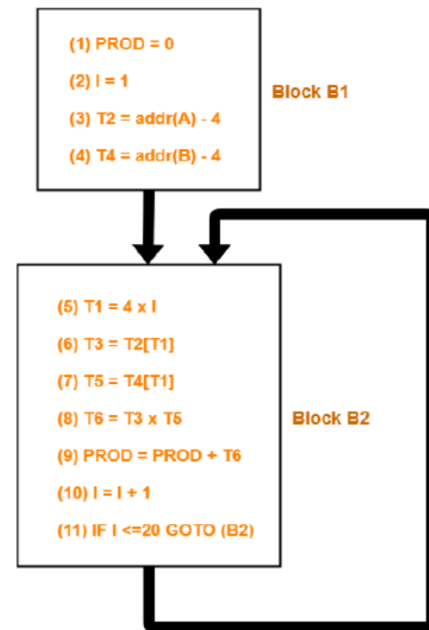 (1) PROD = 0
(2) I = 1
(3) T2 = addr(A) - 4
(4) T4 = addr(B) - 4
Block B1
(5) T1 = 4 x I
(6) T3 = T2[T1]
(7) T5 = T4[T1]
(8) T6 = T3 x T5
(9) PROD = PROD + T6
(10) I = I + 1
(11) IF I <=20 GOTO (B2)
Block B2